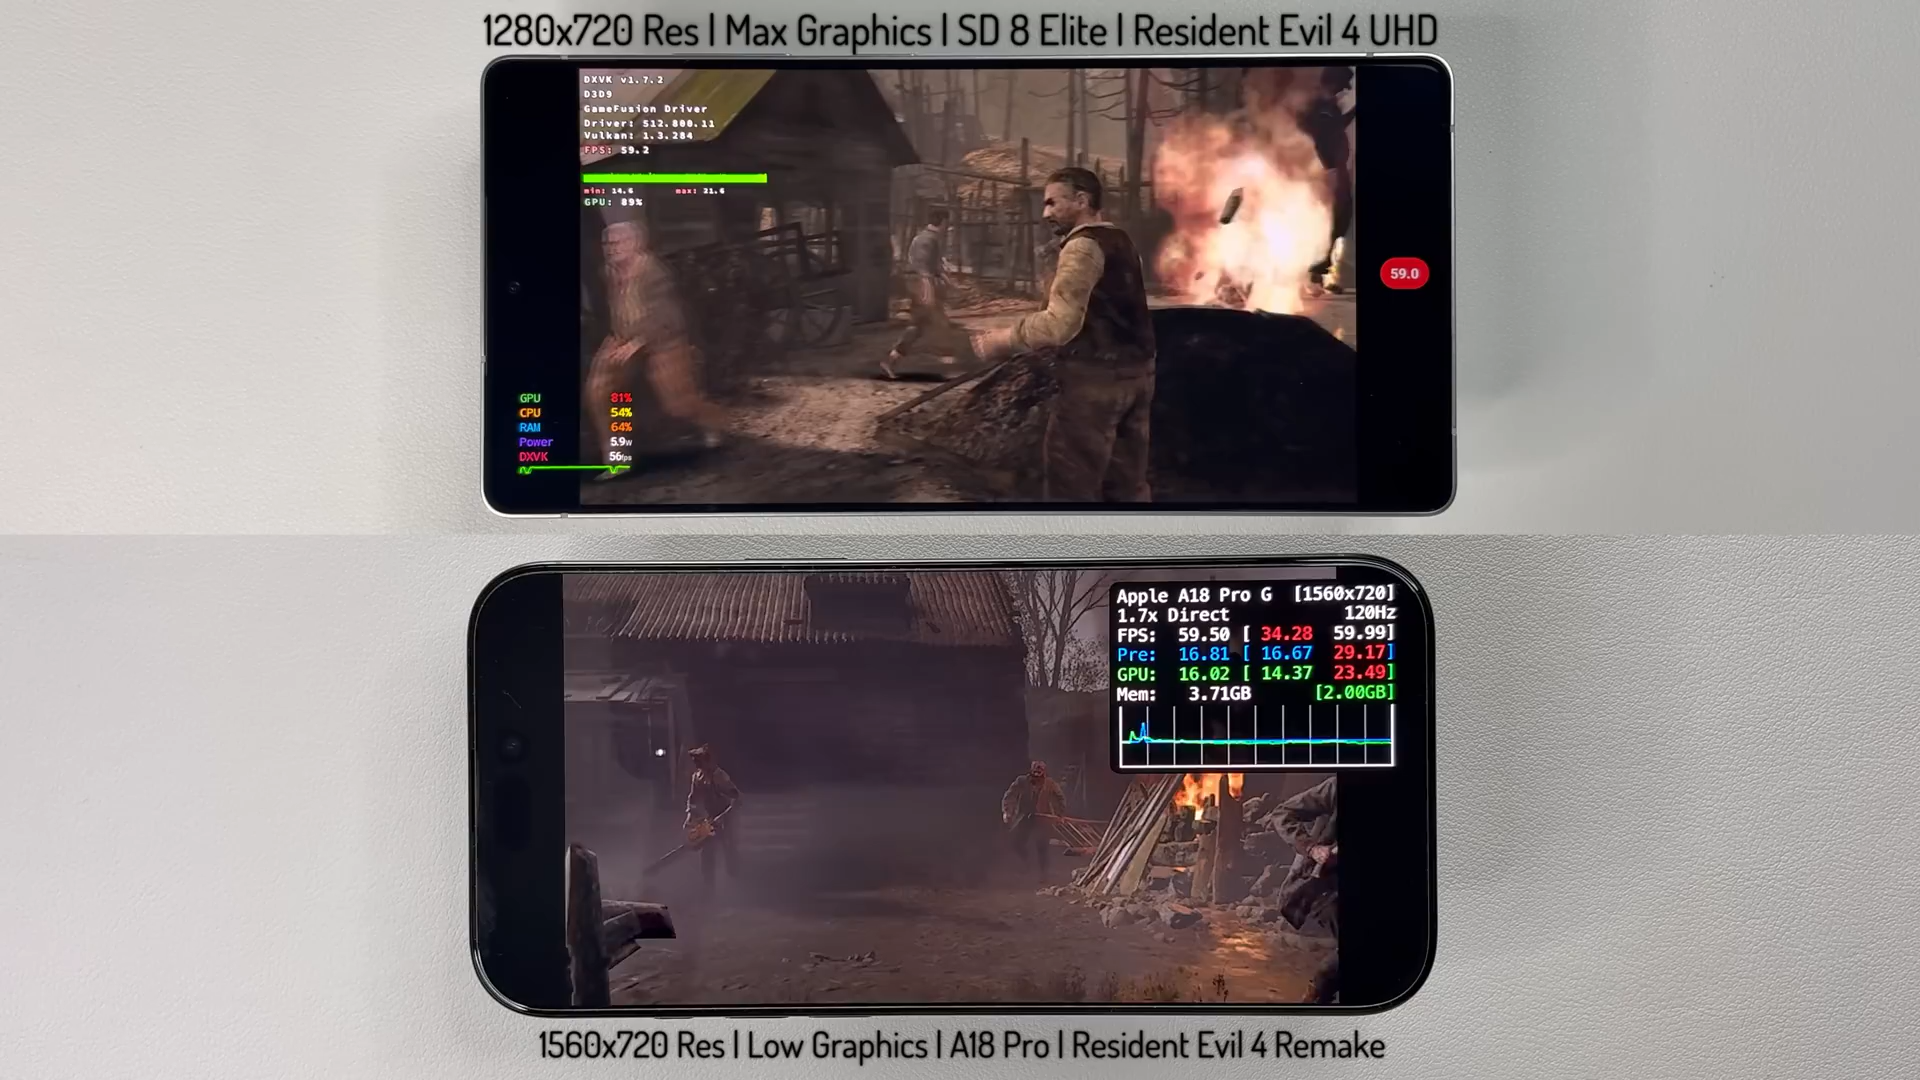 1280x720 Res | Max Graphics | SD 8 Elite | Resident Evil 4 UHD
DXVK v1.7.2
D3D9
GameFusion Driver
Driver: 512.800.11
Vulkan: 1.3.284
FPS: 59.2
min: 14.6 max: 21.6
GPU: 89%
59.0
GPU 81%
CPU 54%
RAM 64%
Power 5.9w
DXVK 56fps
Apple A18 Pro G [1560x720]
1.7x Direct 120Hz
FPS: 59.50 [ 34.28 59.99]
Pre: 16.81 [ 16.67 29.17]
GPU: 16.02 [ 14.37 23.49]
Mem: 3.71GB [2.00GB]
1560x720 Res | Low Graphics | A18 Pro | Resident Evil 4 Remake